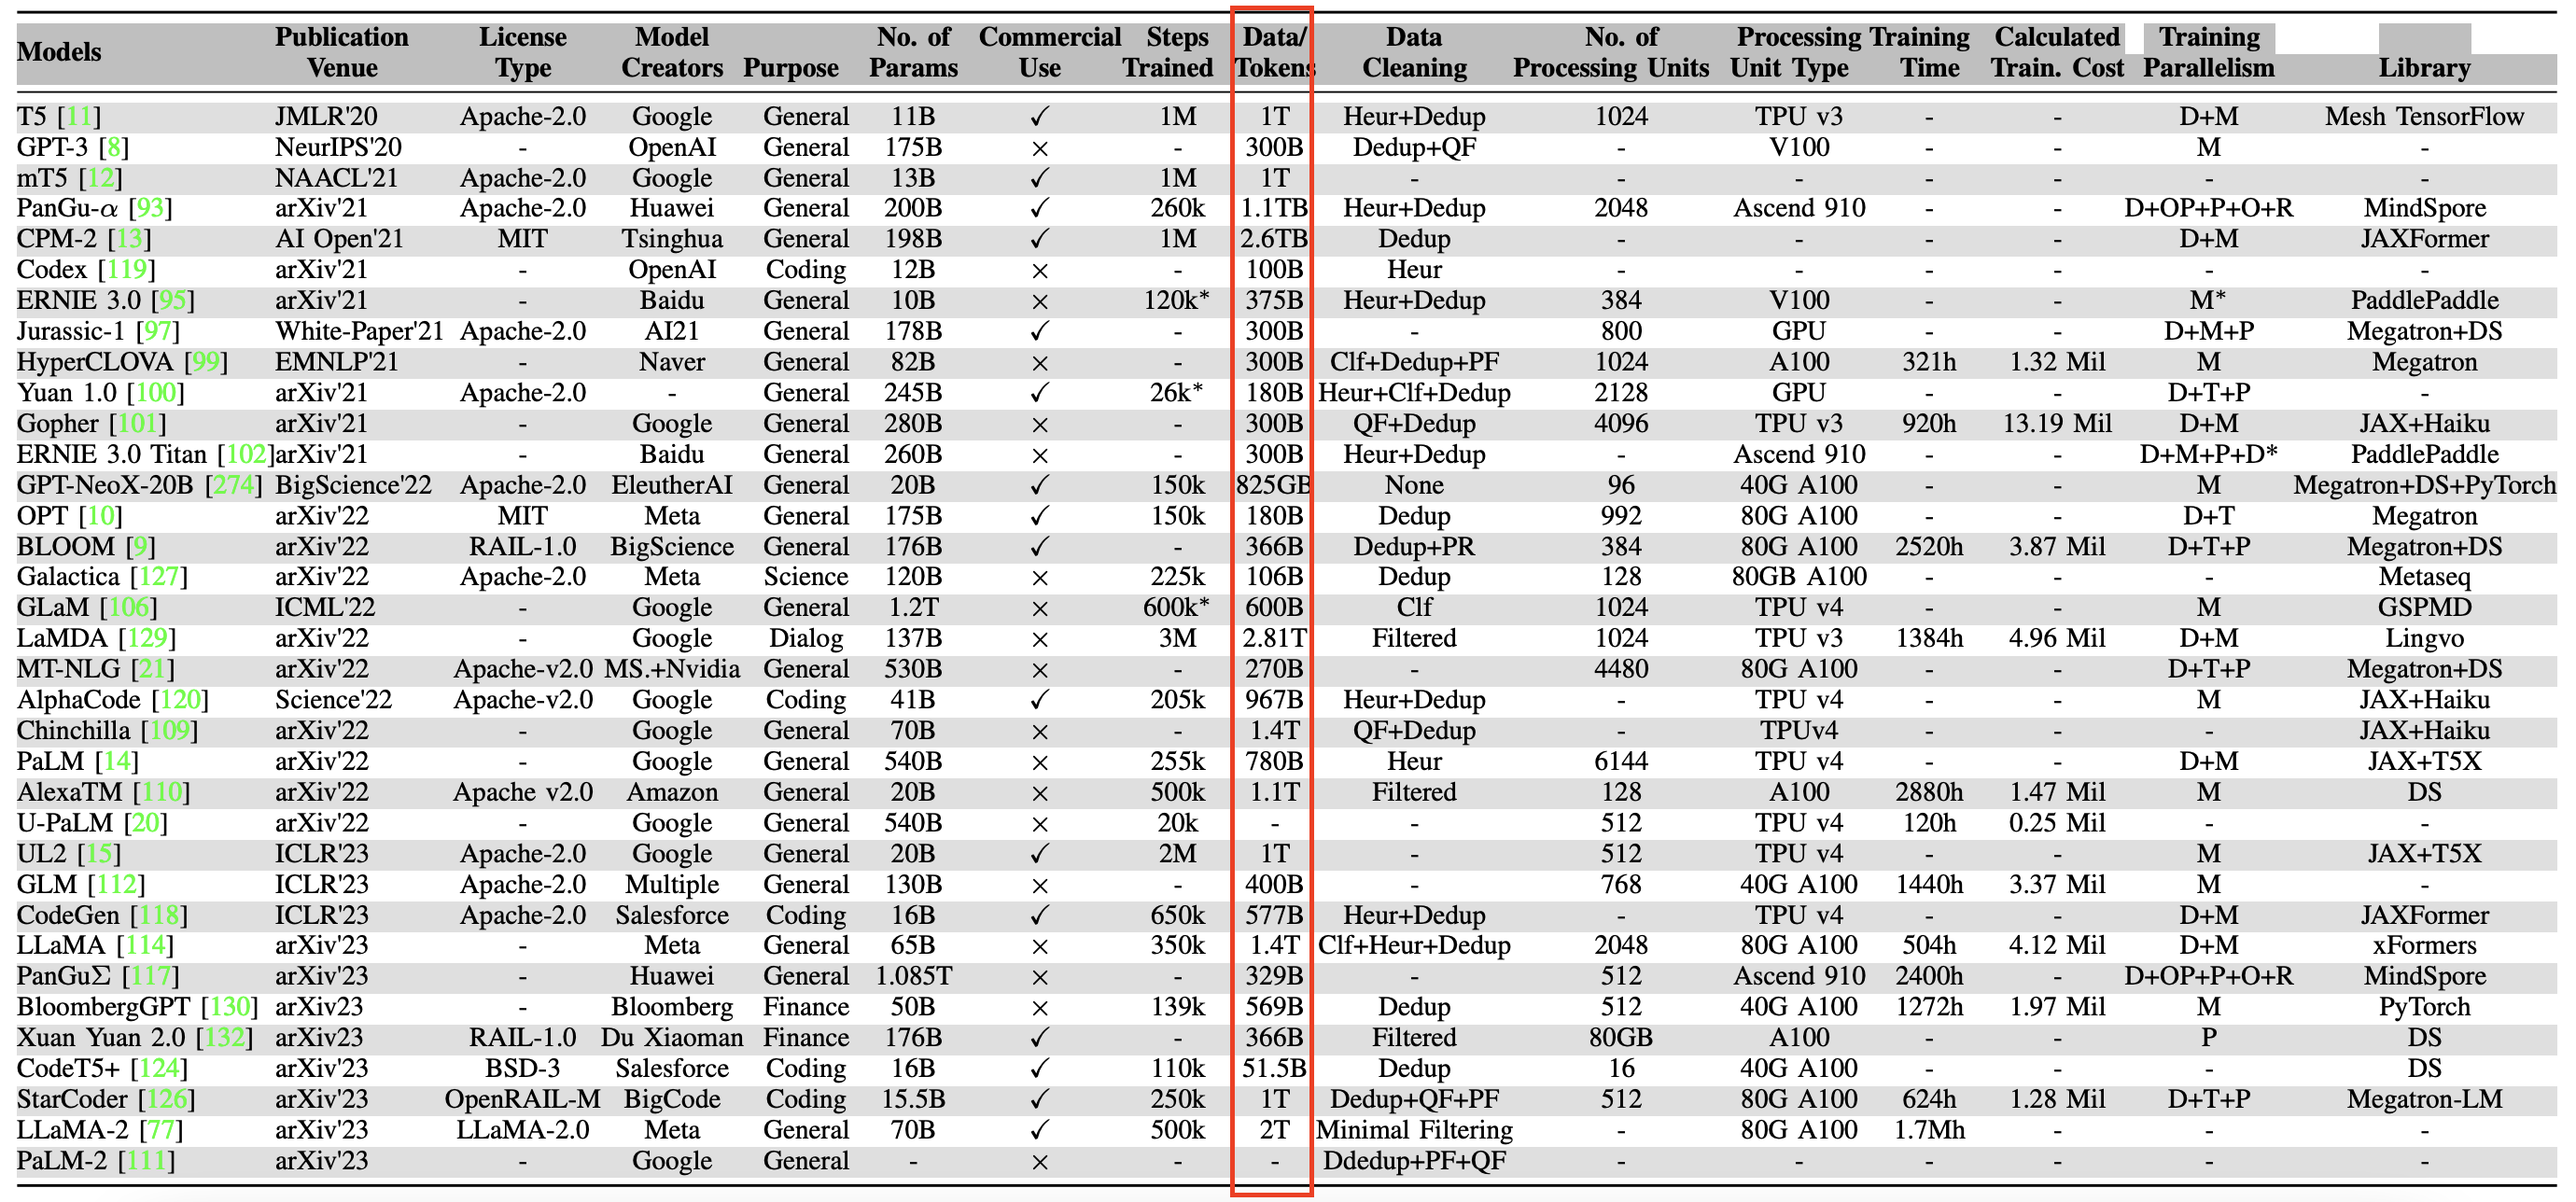 Models Publication Venue License Type Model Creators Purpose No. of Params Commercial Use Steps Trained Data/ Tokens Data Cleaning No. of Processing Units Processing Unit Type Training Time Calculated Train. Cost Training Parallelism Library
T5 [11] JMLR'20 Apache-2.0 Google General 11B ✓ 1M 1T Heur+Dedup 1024 TPU v3 - - D+M Mesh TensorFlow
GPT-3 [8] NeurIPS'20 - OpenAI General 175B × - 300B Dedup+QF - V100 - - M -
mT5 [12] NAACL'21 Apache-2.0 Google General 13B ✓ 1M 1T - - - - - - -
PanGu-α [93] arXiv'21 Apache-2.0 Huawei General 200B ✓ 260k 1.1TB Heur+Dedup 2048 Ascend 910 - - D+OP+P+O+R MindSpore
CPM-2 [13] AI Open'21 MIT Tsinghua General 198B ✓ 1M 2.6TB Dedup - - - - D+M JAXFormer
Codex [119] arXiv'21 - OpenAI Coding 12B × - 100B Heur - - - - - -
ERNIE 3.0 [95] arXiv'21 - Baidu General 10B × 120k* 375B Heur+Dedup 384 V100 - - M* PaddlePaddle
Jurassic-1 [97] White-Paper'21 Apache-2.0 AI21 General 178B ✓ - 300B - 800 GPU - - D+M+P Megatron+DS
HyperCLOVA [99] EMNLP'21 - Naver General 82B × - 300B Clf+Dedup+PF 1024 A100 321h 1.32 Mil M Megatron
Yuan 1.0 [100] arXiv'21 Apache-2.0 - General 245B ✓ 26k* 180B Heur+Clf+Dedup 2128 GPU - - D+T+P -
Gopher [101] arXiv'21 - Google General 280B × - 300B QF+Dedup 4096 TPU v3 920h 13.19 Mil D+M JAX+Haiku
ERNIE 3.0 Titan [102] arXiv'21 - Baidu General 260B × - 300B Heur+Dedup - Ascend 910 - - D+M+P+D* PaddlePaddle
GPT-NeoX-20B [274] BigScience'22 Apache-2.0 EleutherAI General 20B ✓ 150k 825GB None 96 40G A100 - - M Megatron+DS+PyTorch
OPT [10] arXiv'22 MIT Meta General 175B ✓ 150k 180B Dedup 992 80G A100 - - D+T Megatron
BLOOM [9] arXiv'22 RAIL-1.0 BigScience General 176B ✓ - 366B Dedup+PR 384 80G A100 2520h 3.87 Mil D+T+P Megatron+DS
Galactica [127] arXiv'22 Apache-2.0 Meta Science 120B × 225k 106B Dedup 128 80GB A100 - - - Metaseq
GLaM [106] ICML'22 - Google General 1.2T × 600k* 600B Clf 1024 TPU v4 - - M GSPMD
LaMDA [129] arXiv'22 - Google Dialog 137B × 3M 2.81T Filtered 1024 TPU v3 1384h 4.96 Mil D+M Lingvo
MT-NLG [21] arXiv'22 Apache-v2.0 MS.+Nvidia General 530B × - 270B - 4480 80G A100 - - D+T+P Megatron+DS
AlphaCode [120] Science'22 Apache-v2.0 Google Coding 41B ✓ 205k 967B Heur+Dedup - TPU v4 - - M JAX+Haiku
Chinchilla [109] arXiv'22 - Google General 70B × - 1.4T QF+Dedup - TPUv4 - - - JAX+Haiku
PaLM [14] arXiv'22 - Google General 540B × 255k 780B Heur 6144 TPU v4 - - D+M JAX+T5X
AlexaTM [110] arXiv'22 Apache v2.0 Amazon General 20B × 500k 1.1T Filtered 128 A100 2880h 1.47 Mil M DS
U-PaLM [20] arXiv'22 - Google General 540B × 20k - - 512 TPU v4 120h 0.25 Mil - -
UL2 [15] ICLR'23 Apache-2.0 Google General 20B ✓ 2M 1T - 512 TPU v4 - - M JAX+T5X
GLM [112] ICLR'23 Apache-2.0 Multiple General 130B × - 400B - 768 40G A100 1440h 3.37 Mil M -
CodeGen [118] ICLR'23 Apache-2.0 Salesforce Coding 16B ✓ 650k 577B Heur+Dedup - TPU v4 - - D+M JAXFormer
LLaMA [114] arXiv'23 - Meta General 65B × 350k 1.4T Clf+Heur+Dedup 2048 80G A100 504h 4.12 Mil D+M xFormers
PanGuΣ [117] arXiv'23 - Huawei General 1.085T × - 329B - 512 Ascend 910 2400h - D+OP+P+O+R MindSpore
BloombergGPT [130] arXiv23 - Bloomberg Finance 50B × 139k 569B Dedup 512 40G A100 1272h 1.97 Mil M PyTorch
Xuan Yuan 2.0 [132] arXiv23 RAIL-1.0 Du Xiaoman Finance 176B ✓ - 366B Filtered 80GB A100 - - P DS
CodeT5+ [124] arXiv'23 BSD-3 Salesforce Coding 16B ✓ 110k 51.5B Dedup 16 40G A100 - - - DS
StarCoder [126] arXiv'23 OpenRAIL-M BigCode Coding 15.5B ✓ 250k 1T Dedup+QF+PF 512 80G A100 624h 1.28 Mil D+T+P Megatron-LM
LLaMA-2 [77] arXiv'23 LLaMA-2.0 Meta General 70B ✓ 500k 2T Minimal Filtering - 80G A100 1.7Mh - - -
PaLM-2 [111] arXiv'23 - Google General - × - - Ddedup+PF+QF - - - - - -